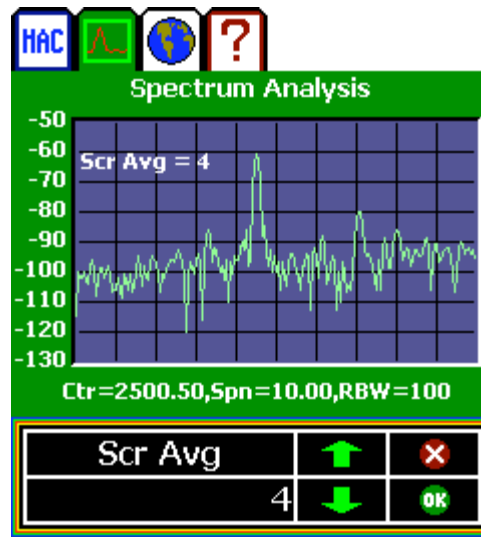 HAC ?
Spectrum Analysis
-50
-60
Scr Avg = 4
-70
-80
-90
-100
-110
-120
-130
Ctr=2500.50,Spn=10.00,RBW=100
Scr Avg
4 OK